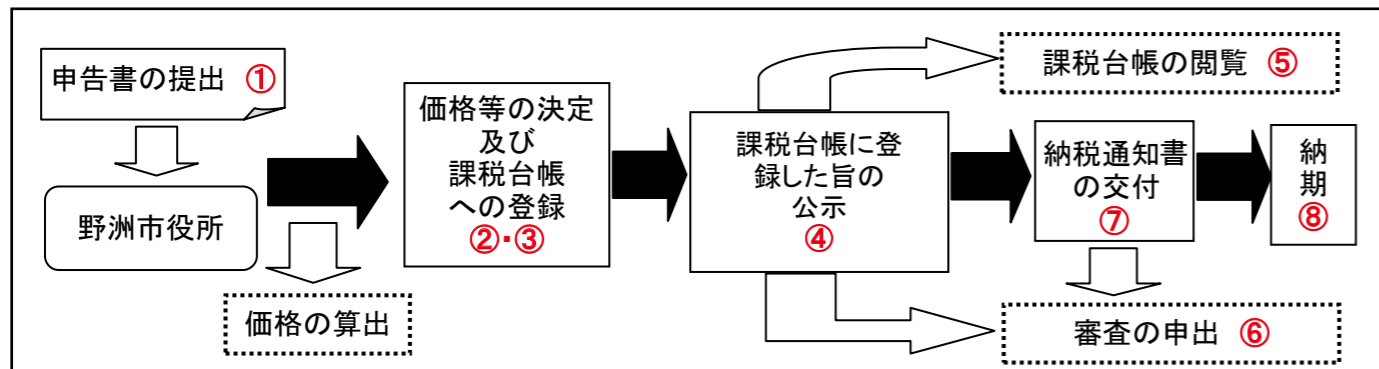 申告書の提出 ①
野洲市役所
価格の算出
価格等の決定
及び
課税台帳
への登録
②・③
課税台帳に登
録した旨の
公示
④
課税台帳の閲覧 ⑤
納税通知書
の交付
⑦
納
期
⑧
審査の申出 ⑥